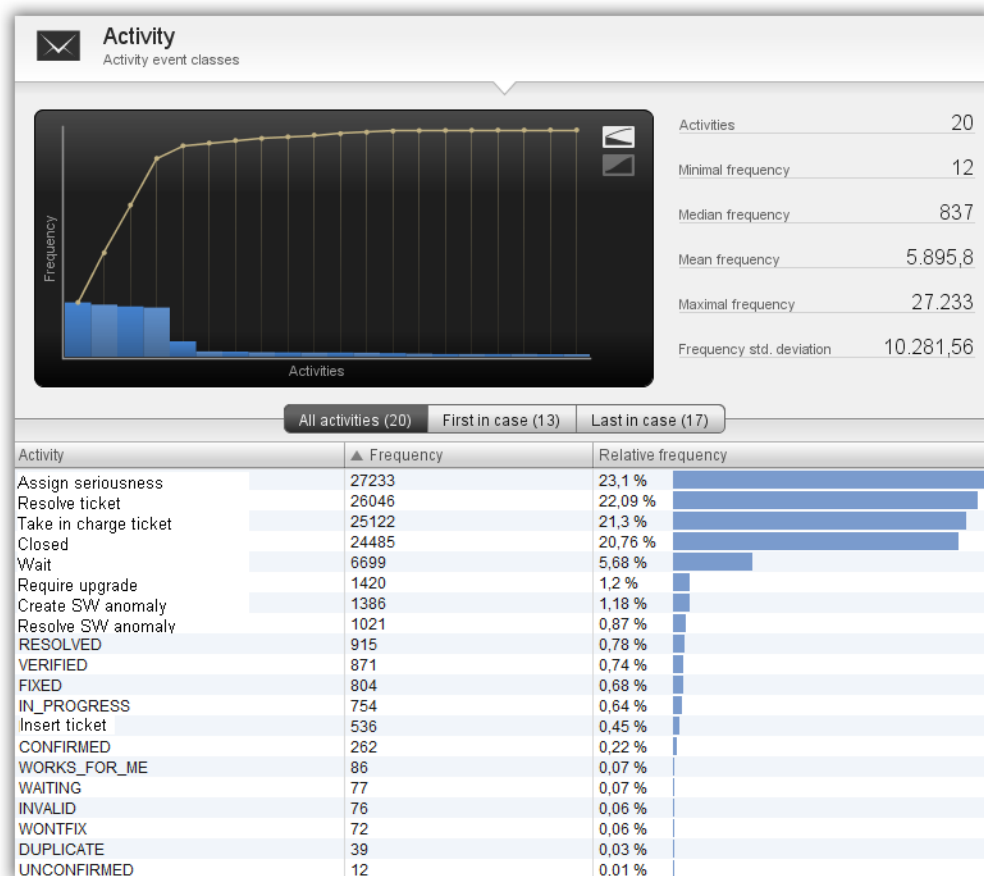 Activity
Activity event classes
Frequency
Activities
Activities 20
Minimal frequency 12
Median frequency 837
Mean frequency 5.895,8
Maximal frequency 27.233
Frequency std. deviation 10.281,56
All activities (20) First in case (13) Last in case (17)
Activity ▲ Frequency Relative frequency
Assign seriousness 27233 23,1 %
Resolve ticket 26046 22,09 %
Take in charge ticket 25122 21,3 %
Closed 24485 20,76 %
Wait 6699 5,68 %
Require upgrade 1420 1,2 %
Create SW anomaly 1386 1,18 %
Resolve SW anomaly 1021 0,87 %
RESOLVED 915 0,78 %
VERIFIED 871 0,74 %
FIXED 804 0,68 %
IN_PROGRESS 754 0,64 %
Insert ticket 536 0,45 %
CONFIRMED 262 0,22 %
WORKS_FOR_ME 86 0,07 %
WAITING 77 0,07 %
INVALID 76 0,06 %
WONTFIX 72 0,06 %
DUPLICATE 39 0,03 %
UNCONFIRMED 12 0,01 %